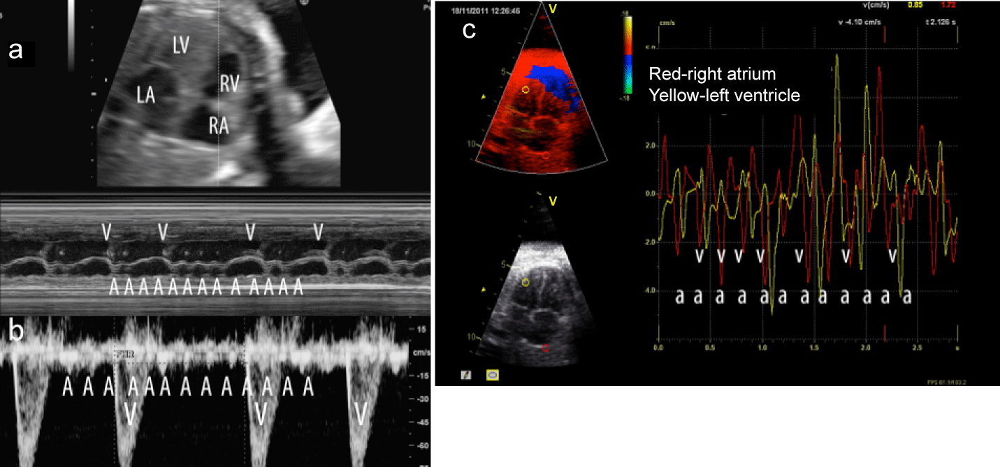 a
LV
RV
LA
RA
V V V V
A A A A A A A A A A A A A
b
15
cm/s
FHR
-15
A A A A A A A A A A A A A
-30
V V V
-45
-60
c
18/11/2011 12:26:46
V
.18
-.18
5
10
V
5
10
v(cm/s) 0.85 1.72
cm/s
v -4.10 cm/s t 2.126 s
Red-right atrium
Yellow-left ventricle
2.0
0.0
2.0
v v v v v v v
4.0
a a a a a a a a a a a a
0.0 0.5 1.0 1.5 2.0 2.5 s